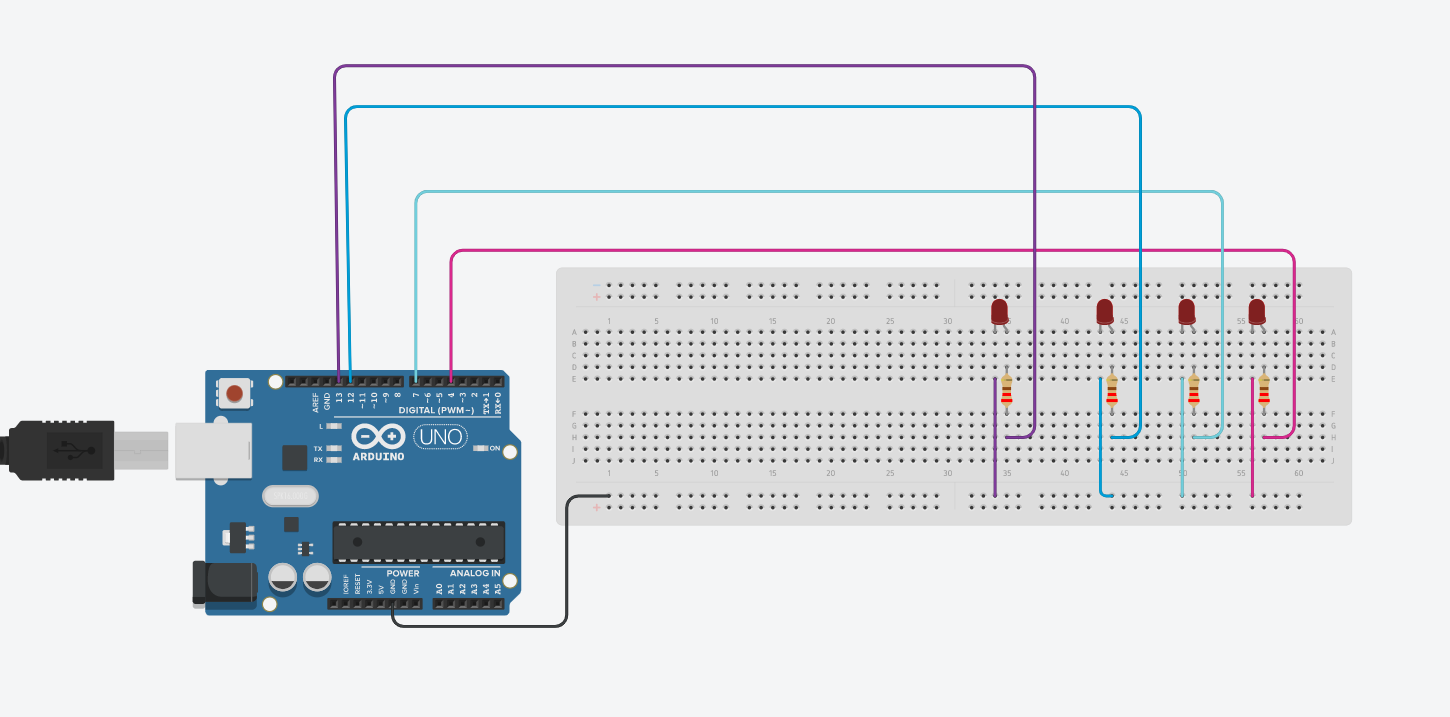 1 5 10 15 20 25 30 35 40 45 50 55 60
A A
B B
C C
D D
E E
F F
G G
H H
I I
J J
1 5 10 15 20 25 30 35 40 45 50 55 60
AREF
GND
13
12
~11
~10
~9
8
7
~6
~5
4
~3
2
TX→1
RX←0
DIGITAL (PWM~)
L
TX
RX
ARDUINO
UNO
ON
POWER
ANALOG IN
IOREF
RESET
3.3V
5V
GND
GND
Vin
A0
A1
A2
A3
A4
A5